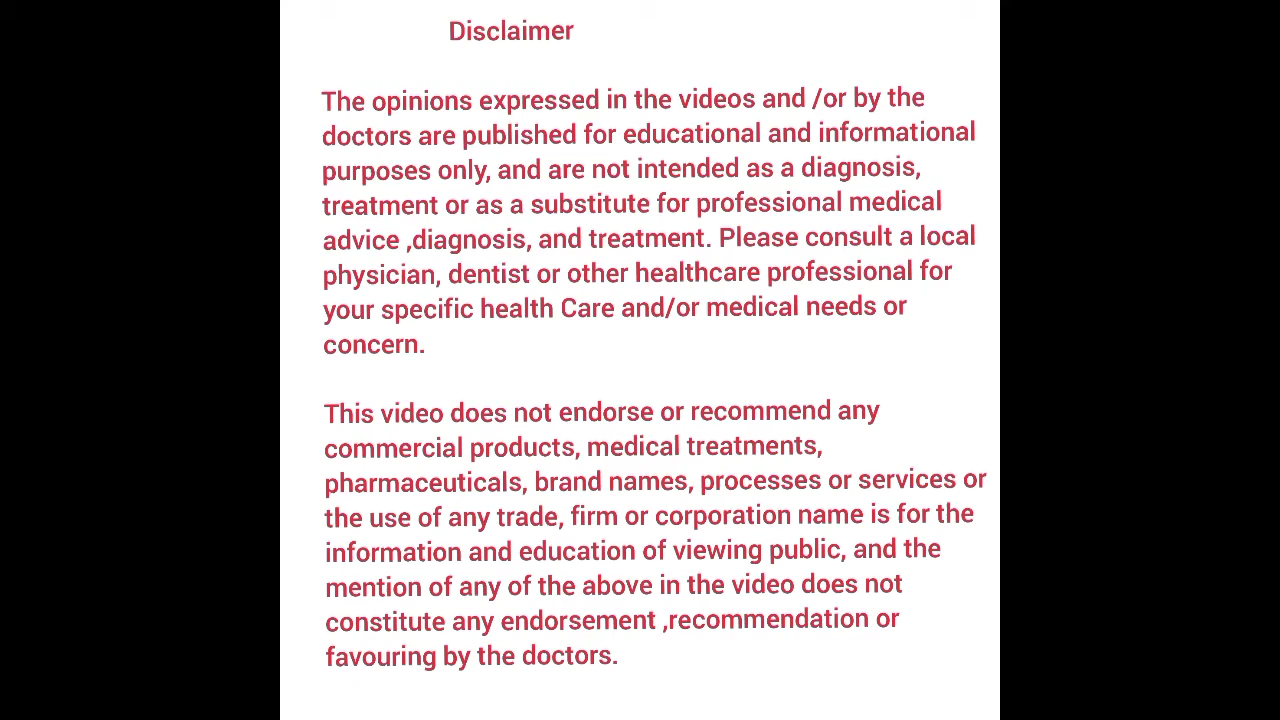 Disclaimer
The opinions expressed in the videos and /or by the
doctors are published for educational and informational
purposes only, and are not intended as a diagnosis,
treatment or as a substitute for professional medical
advice ,diagnosis, and treatment. Please consult a local
physician, dentist or other healthcare professional for
your specific health Care and/or medical needs or
concern.
This video does not endorse or recommend any
commercial products, medical treatments,
pharmaceuticals, brand names, processes or services or
the use of any trade, firm or corporation name is for the
information and education of viewing public, and the
mention of any of the above in the video does not
constitute any endorsement ,recommendation or
favouring by the doctors.